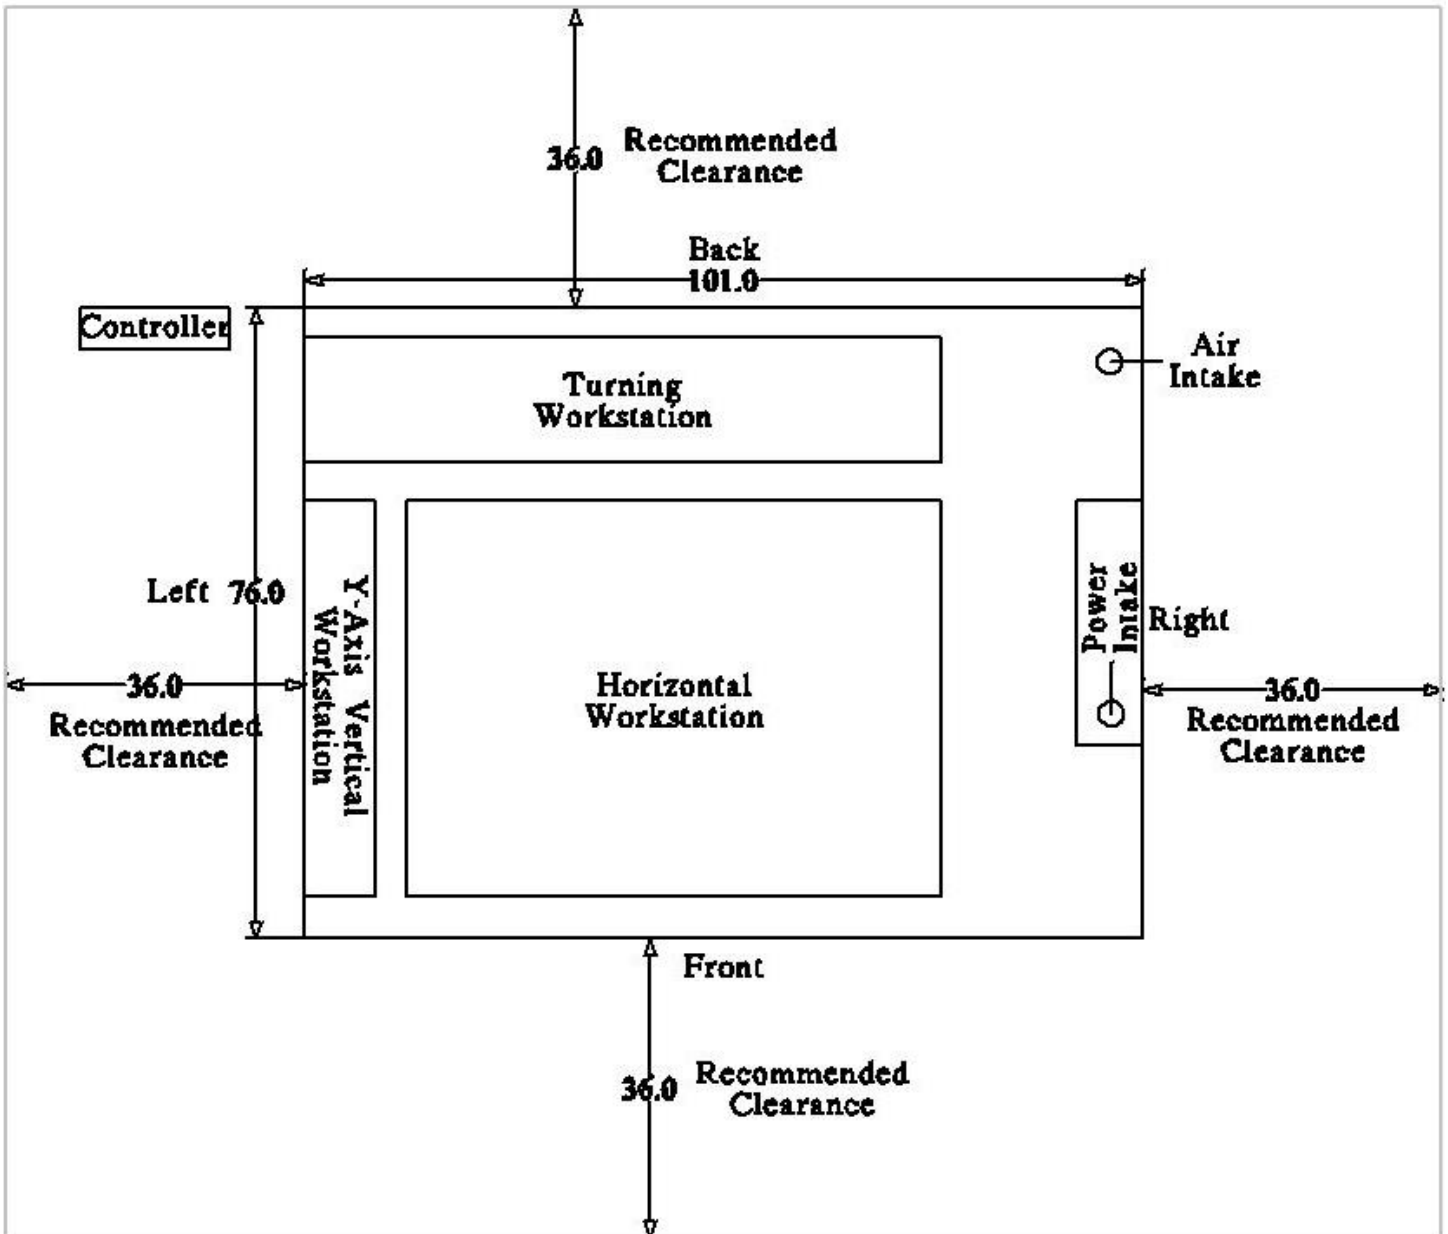 36.0
Recommended
Clearance
Back
101.0
Controller
Air
Intake
Turning
Workstation
Left 76.0
Y-Axis Vertical
Workstation
Horizontal
Workstation
Power
Intake
Right
36.0
Recommended
Clearance
36.0
Recommended
Clearance
Front
36.0
Recommended
Clearance